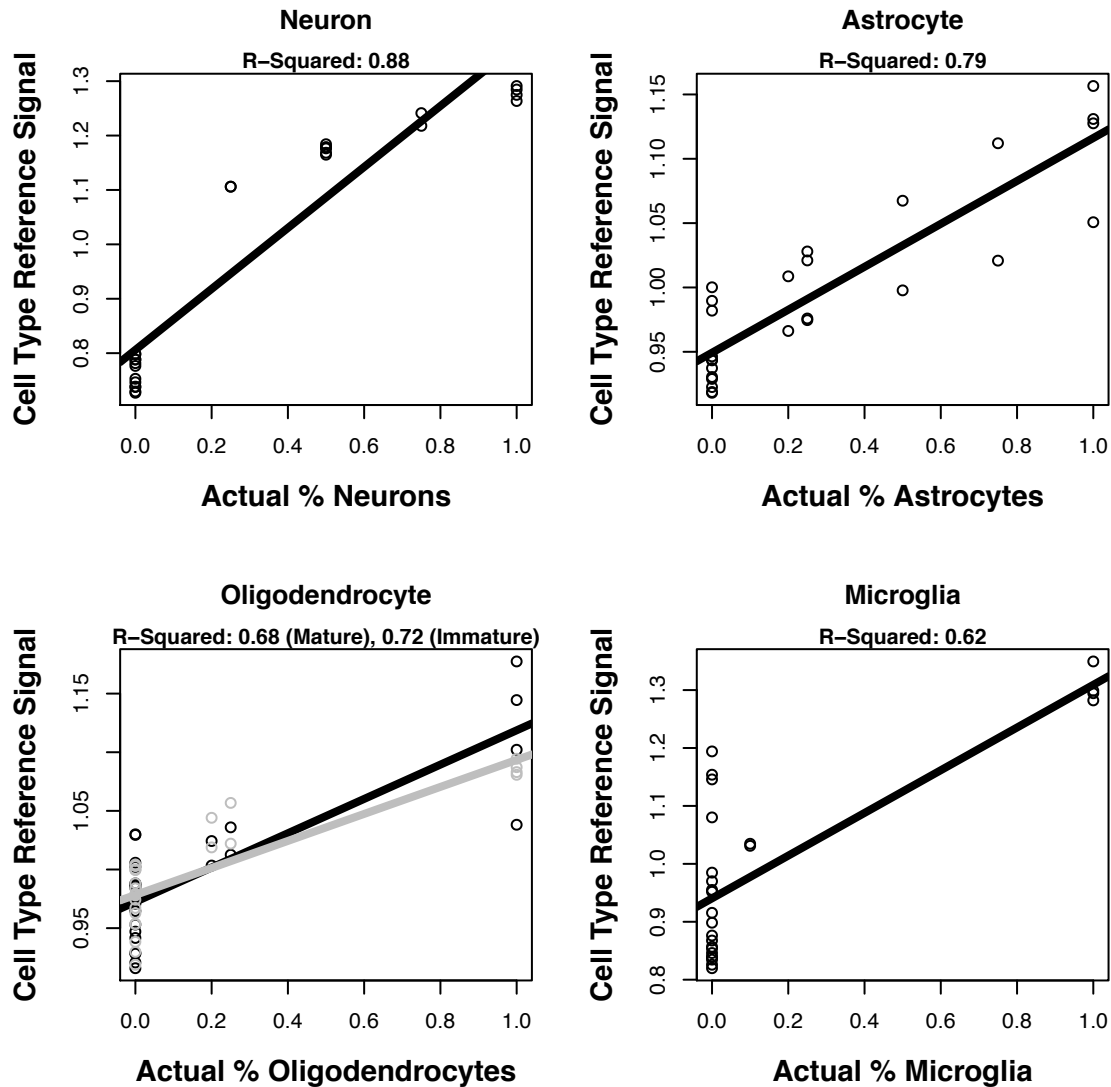 Neuron
R−Squared: 0.88
Cell Type Reference Signal
1.3
1.2
1.1
1.0
0.9
0.8
0.0 0.2 0.4 0.6 0.8 1.0
Actual % Neurons
Astrocyte
R−Squared: 0.79
Cell Type Reference Signal
1.15
1.10
1.05
1.00
0.95
0.0 0.2 0.4 0.6 0.8 1.0
Actual % Astrocytes
Oligodendrocyte
R−Squared: 0.68 (Mature), 0.72 (Immature)
Cell Type Reference Signal
1.15
1.05
0.95
0.0 0.2 0.4 0.6 0.8 1.0
Actual % Oligodendrocytes
Microglia
R−Squared: 0.62
Cell Type Reference Signal
1.3
1.2
1.1
1.0
0.9
0.8
0.0 0.2 0.4 0.6 0.8 1.0
Actual % Microglia